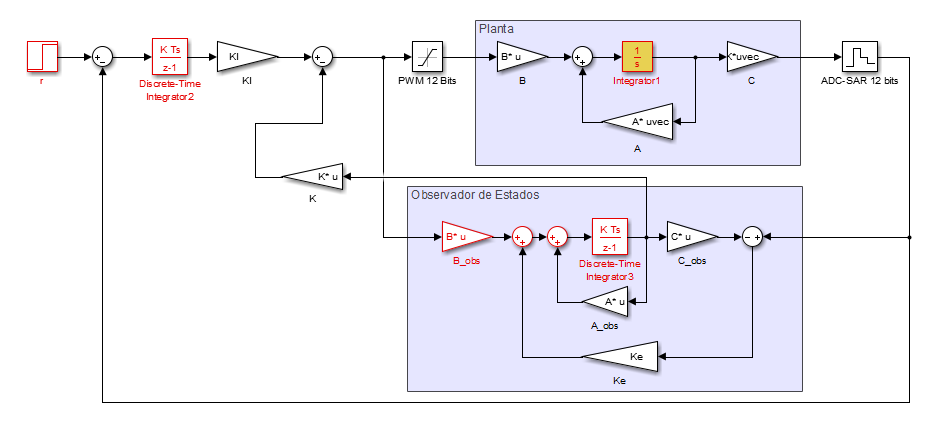 Planta
r
+
-
K Ts
z-1
Discrete-Time
Integrator2
KI
KI
+
-
PWM 12 Bits
B* u
B
+
+
1
s
Integrator1
K*uvec
C
ADC-SAR 12 bits
A* uvec
A
K* u
K
Observador de Estados
B* u
B_obs
+
+
+
+
K Ts
z-1
Discrete-Time
Integrator3
C* u
C_obs
- +
A* u
A_obs
Ke
Ke